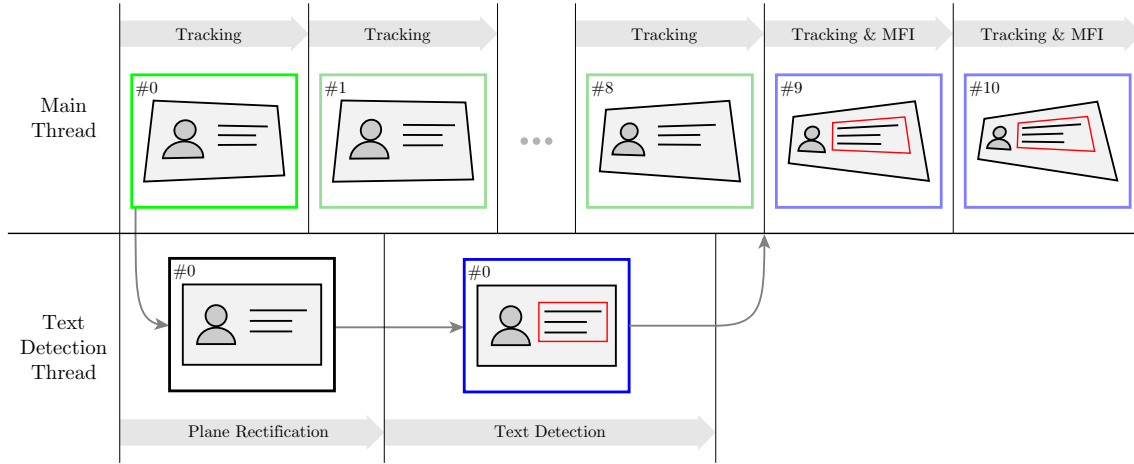 Tracking
Tracking
Tracking
Tracking & MFI
Tracking & MFI
Main
Thread
#0
#1
#8
#9
#10
Text
Detection
Thread
#0
#0
Plane Rectification
Text Detection